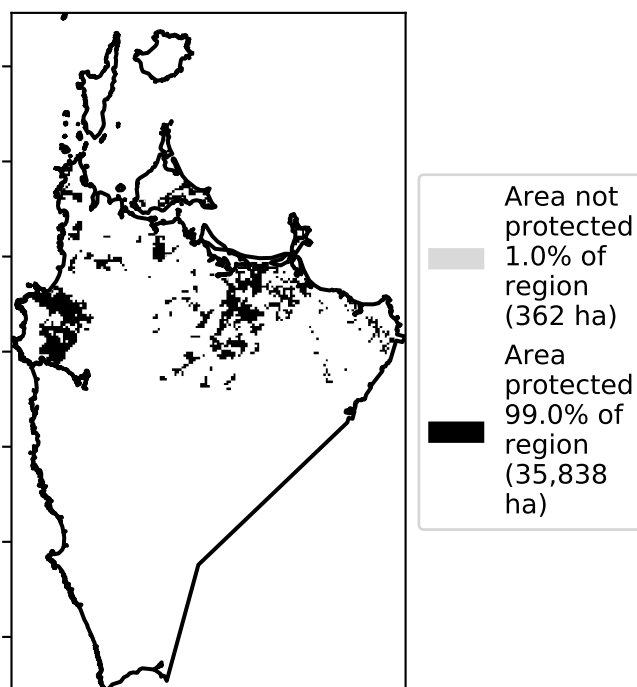 Area not
protected
1.0% of
region
(362 ha)
Area
protected
99.0% of
region
(35,838
ha)